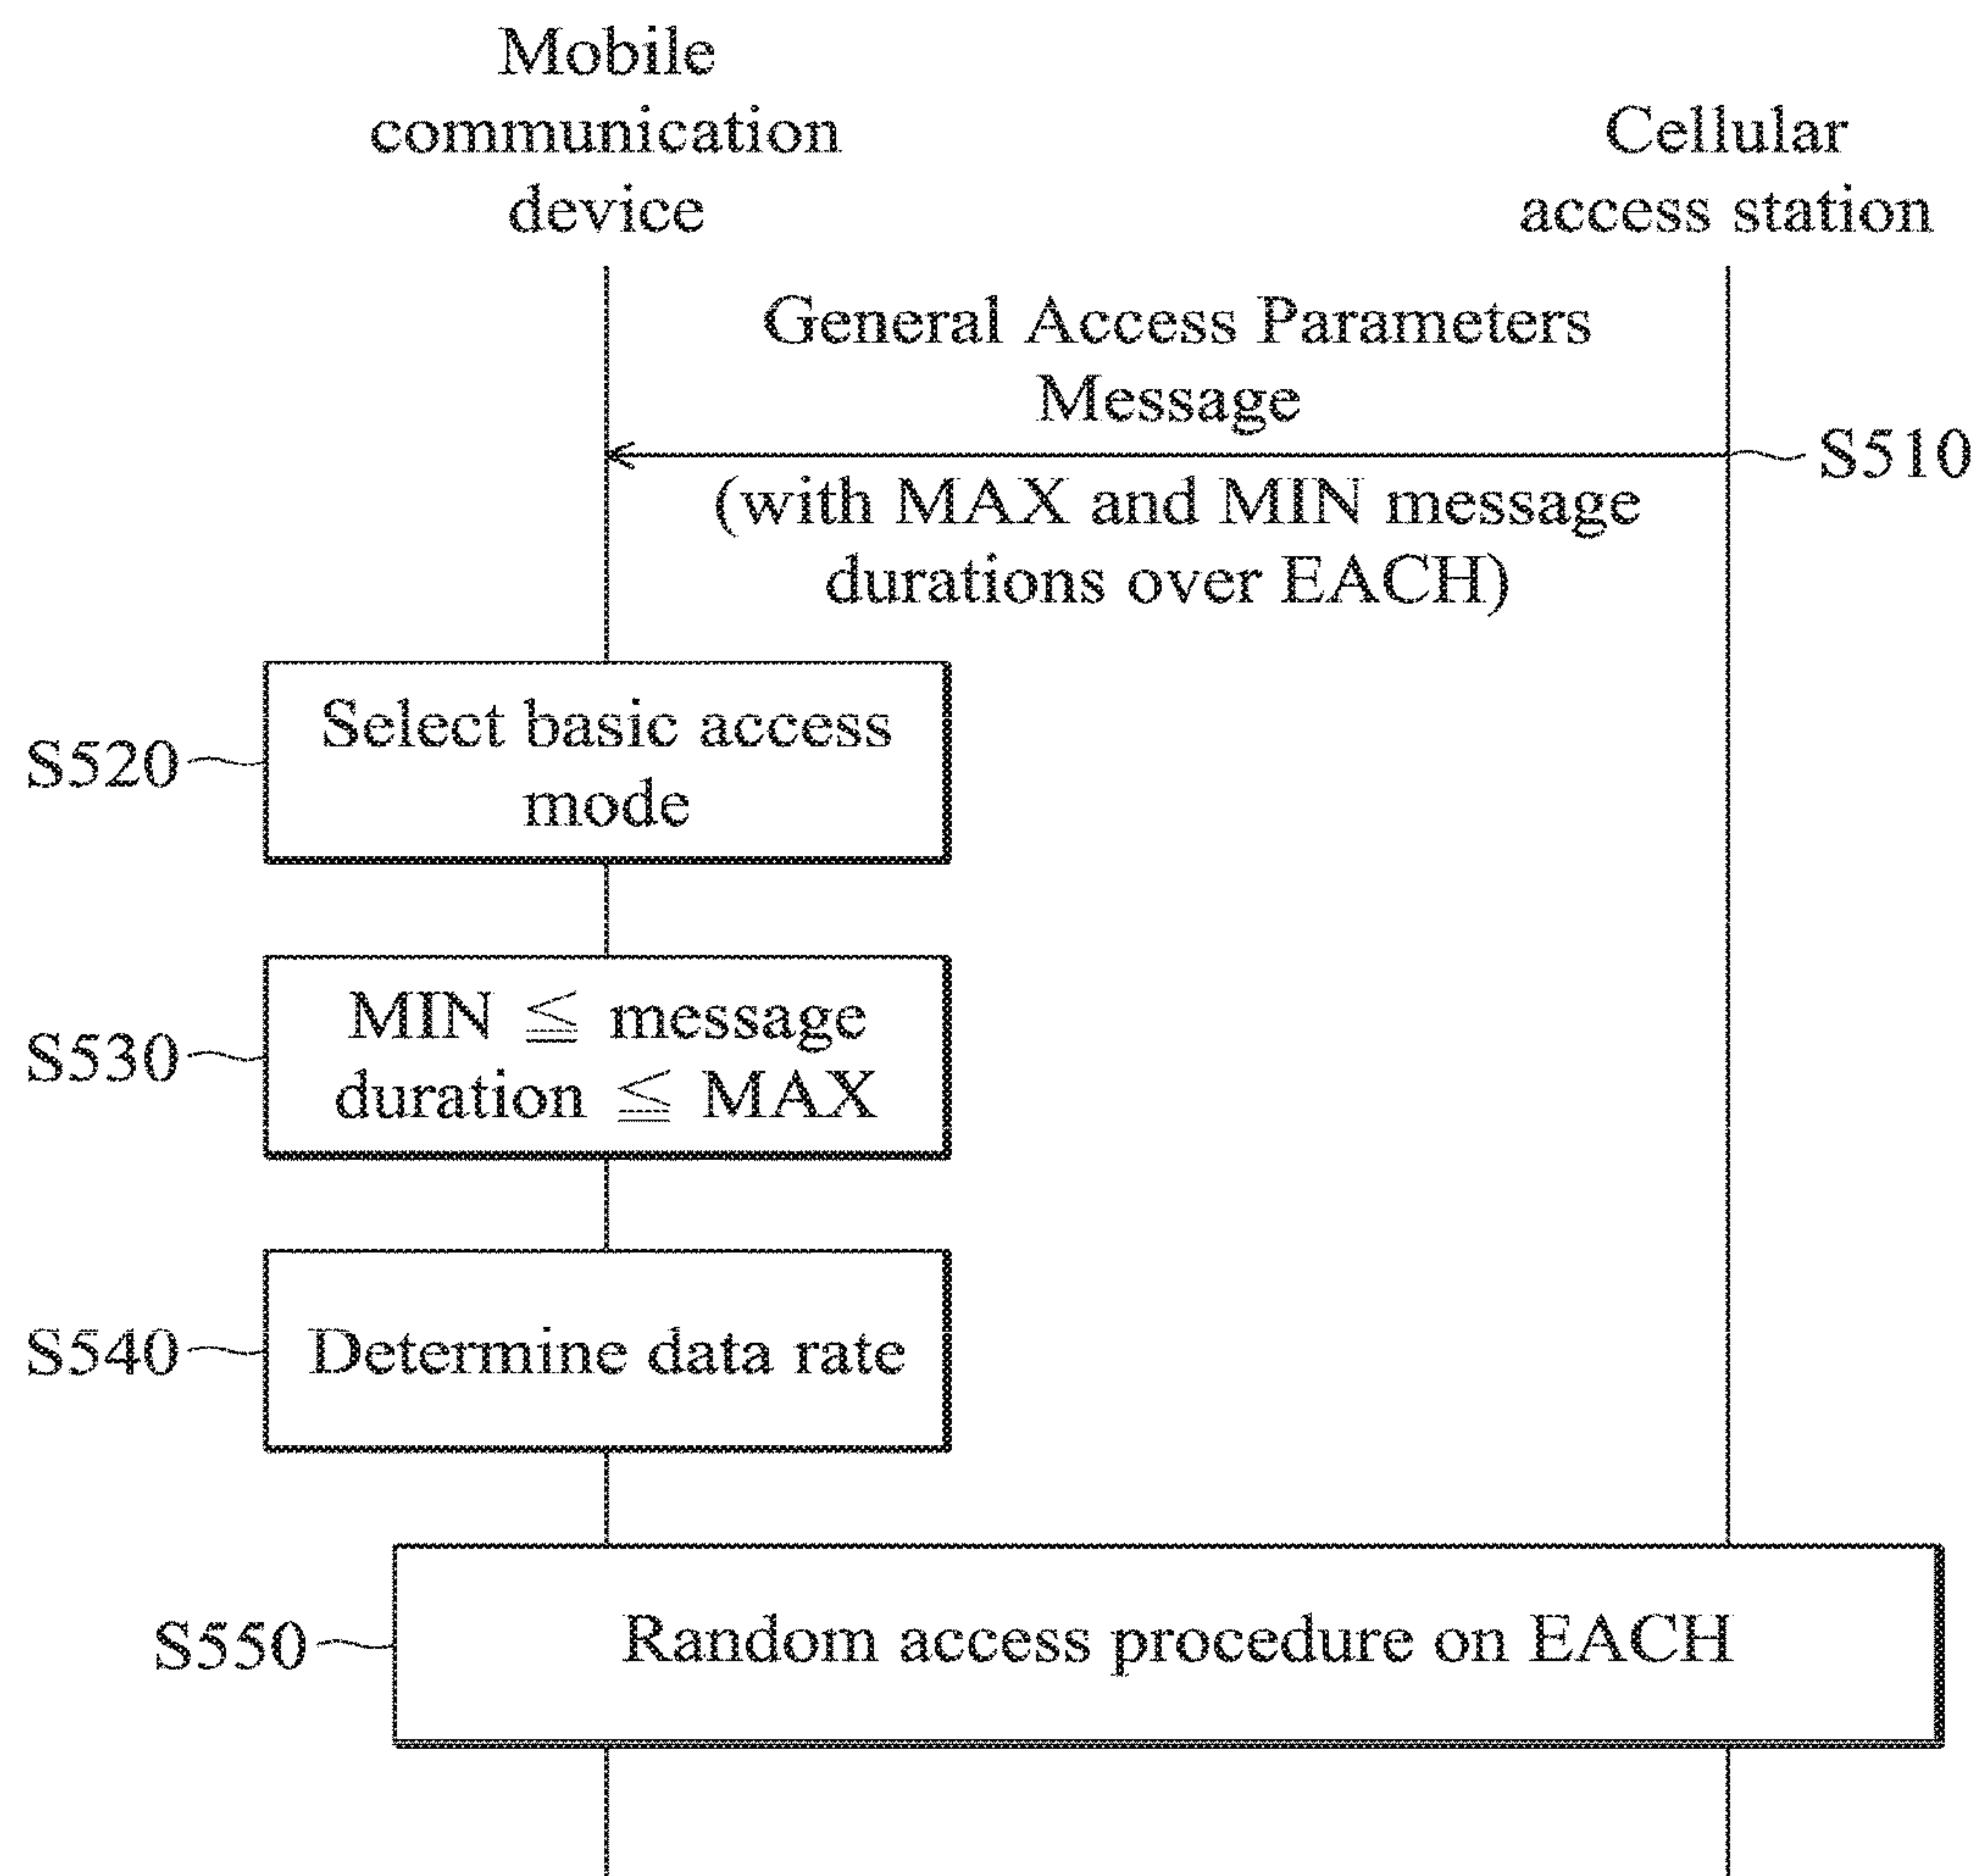 Mobile
communication
device
Cellular
access station
General Access Parameters
Message
S510
(with MAX and MIN message
durations over EACH)
S520
Select basic access
mode
S530
MIN ≦ message
duration ≦ MAX
S540
Determine data rate
S550
Random access procedure on EACH